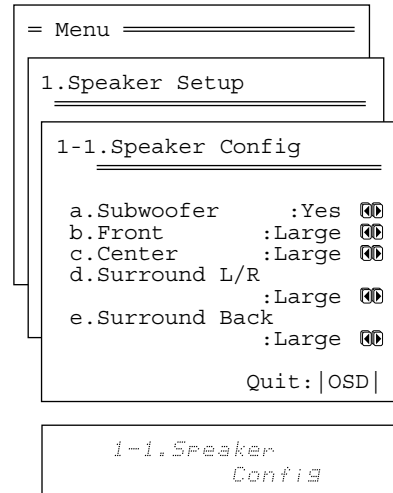 = Menu
1.Speaker Setup
1-1.Speaker Config
a.Subwoofer :Yes
b.Front :Large
c.Center :Large
d.Surround L/R
:Large
e.Surround Back
:Large
Quit:|OSD|
1-1.Speaker
Config